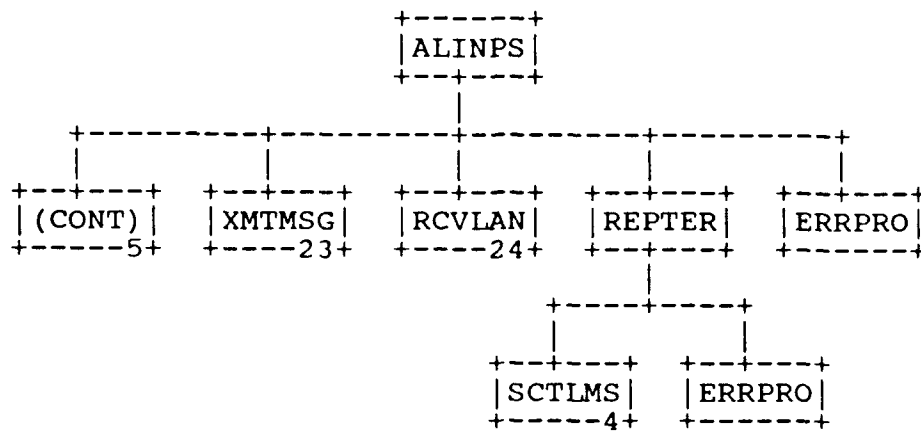 ALINPS
(CONT) XMTMSG RCVLAN REPTER ERRPRO
5 23 24
SCTLMS ERRPRO
4